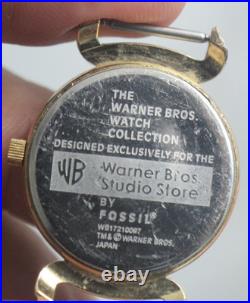 THE
WARNER BROS.
WATCH
COLLECTION
DESIGNED EXCLUSIVELY FOR THE
WB Warner Bros.
Studio Store
BY
FOSSIL
WB17210097
TM & © WARNER BROS.
JAPAN